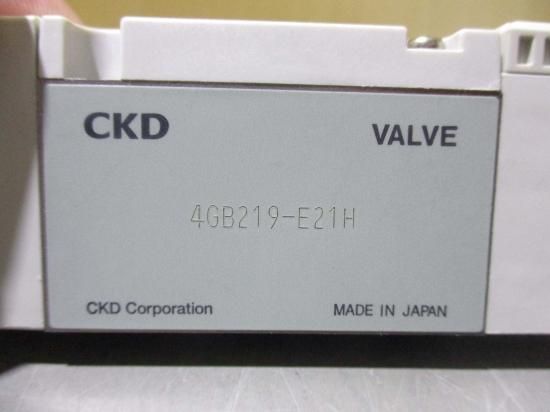 CKD VALVE
4GB219-E21H
CKD Corporation MADE IN JAPAN